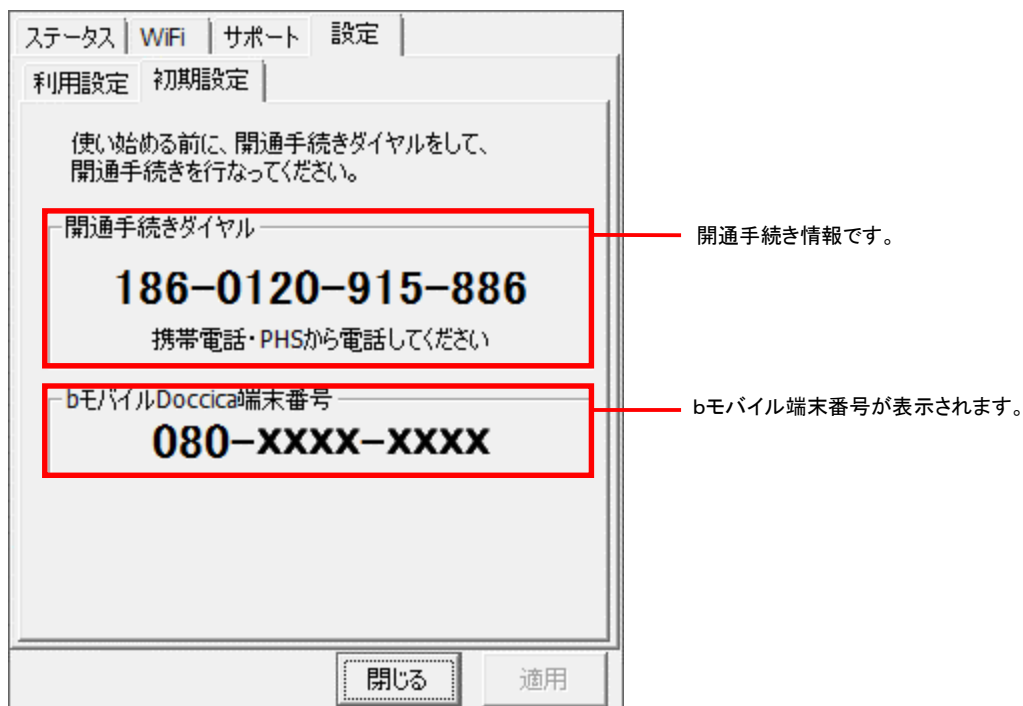 ステータス WiFi サポート 設定
利用設定 初期設定
使い始める前に、開通手続きダイヤルをして、
開通手続きを行なってください。
開通手続きダイヤル
開通手続き情報です。
186-0120-915-886
携帯電話・PHSから電話してください
bモバイルDoccica端末番号
bモバイル端末番号が表示されます。
080-xxxx-xxxx
閉じる 適用